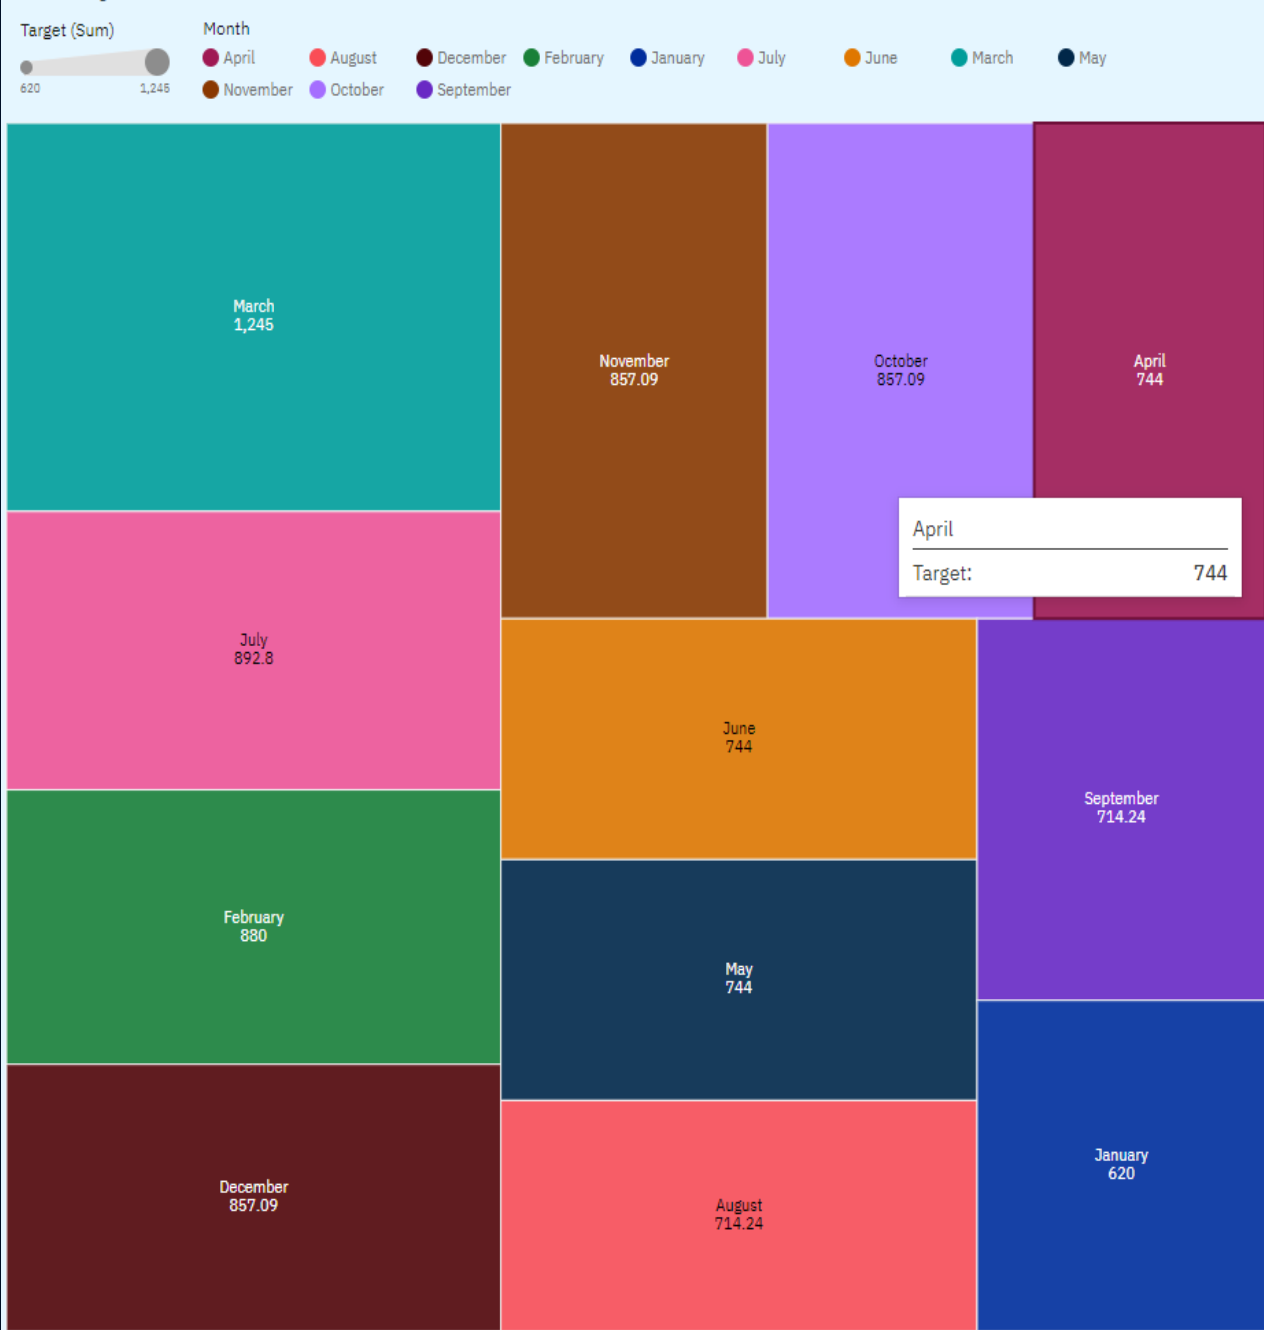 Target (Sum)
620
1,245
Month
April
August
December
February
January
July
June
March
May
November
October
September
March
1,245
November
857.09
October
857.09
April
744
April
Target: 744
July
892.8
June
744
September
714.24
February
880
May
744
January
620
December
857.09
August
714.24